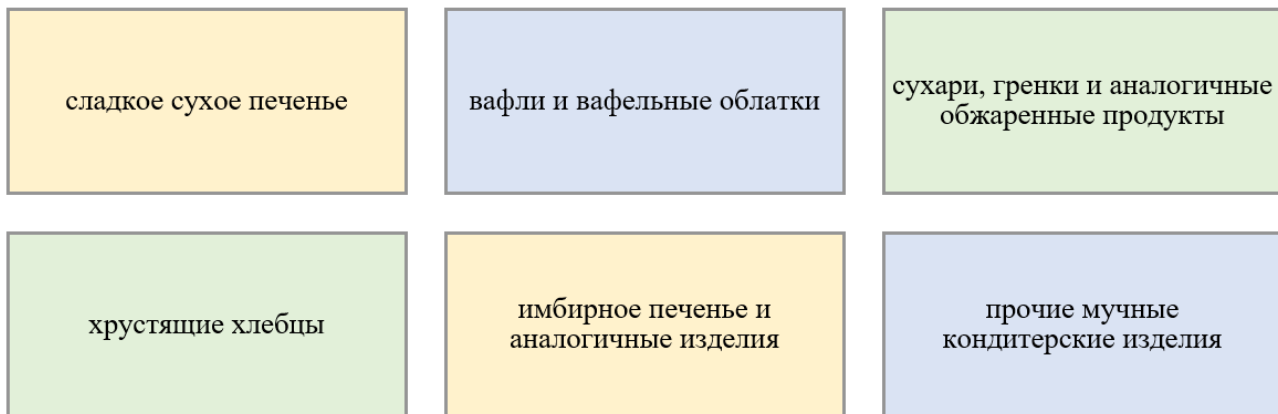 сладкое сухое печенье
вафли и вафельные облатки
сухари, гренки и аналогичные
обжаренные продукты
хрустящие хлебцы
имбирное печенье и
аналогичные изделия
прочие мучные
кондитерские изделия